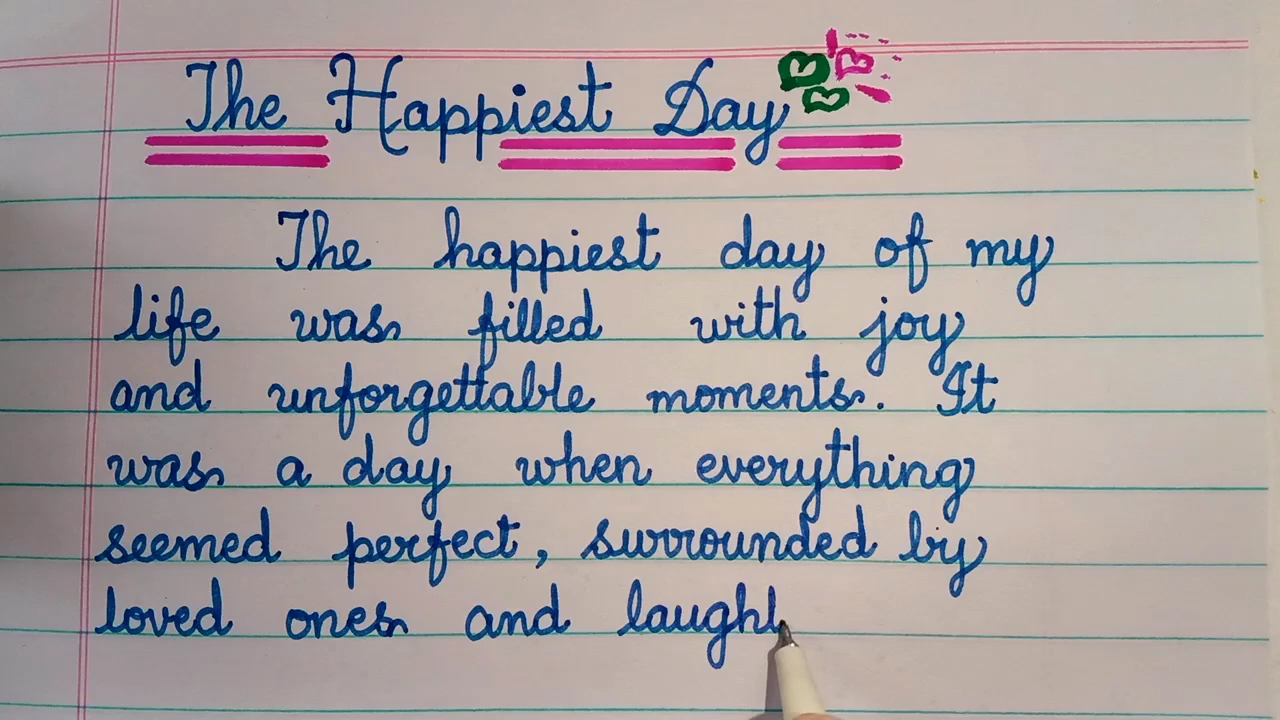 The Happiest Day
The happiest day of my
life was filled with joy
and unforgettable moments. It
was a day when everything
seemed perfect, surrounded by
loved ones and